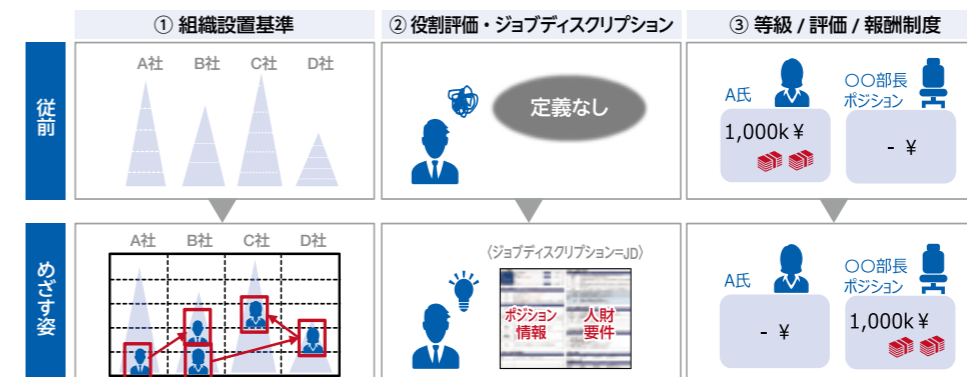 ① 組織設置基準
② 役割評価・ジョブディスクリプション
③ 等級 / 評価 / 報酬制度
従前
A社 B社 C社 D社
定義なし
A氏
1,000k¥
〇〇部長
ポジション
- ¥
めざす姿
A社 B社 C社 D社
〈ジョブディスクリプション=JD〉
ポジション
情報
人財
要件
A氏
- ¥
〇〇部長
ポジション
1,000k¥